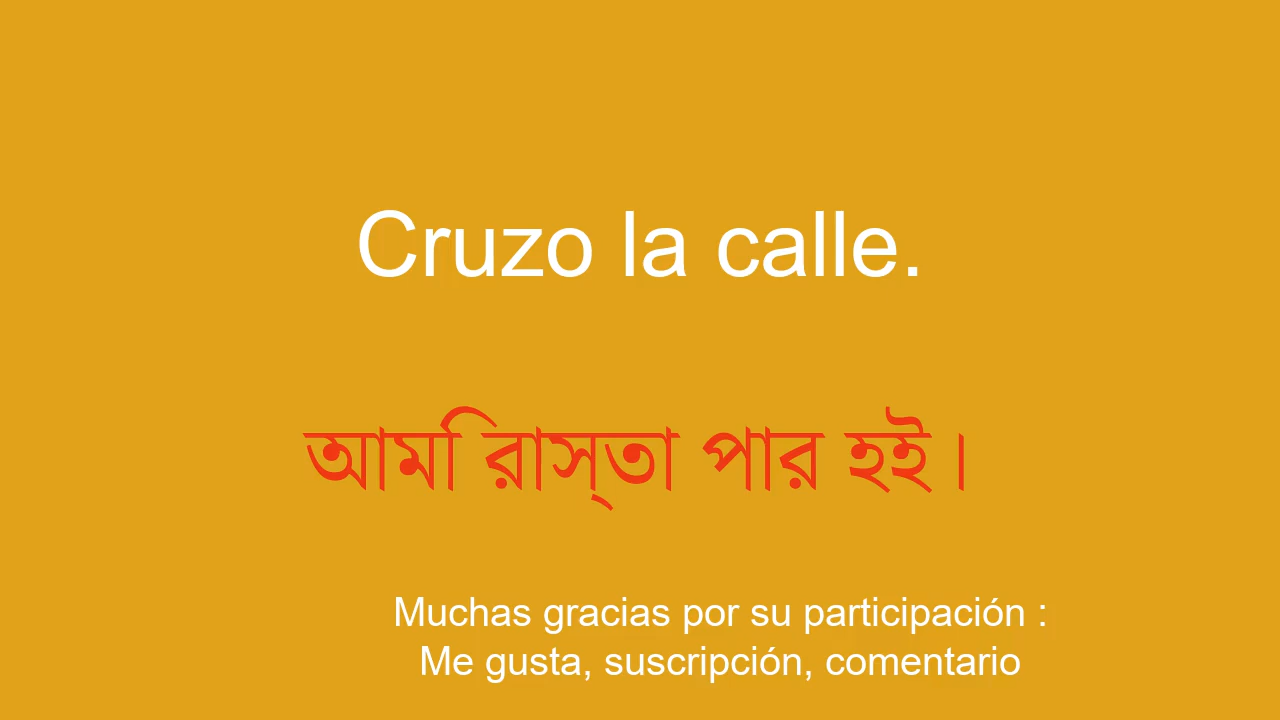 Cruzo la calle.
আমি রাস্তা পার হই।
Muchas gracias por su participación :
Me gusta, suscripción, comentario